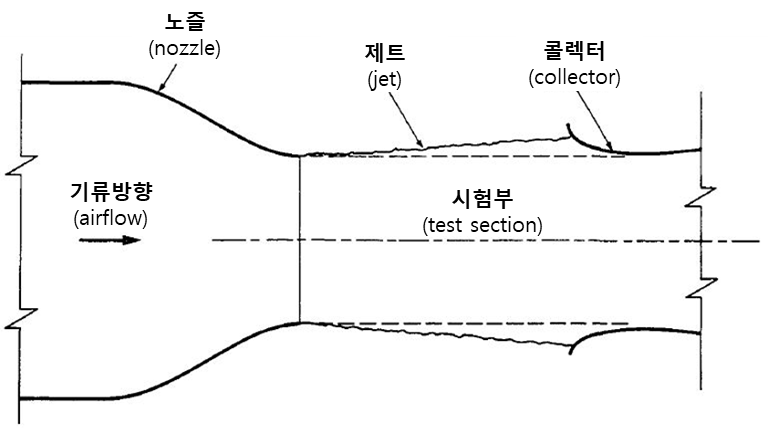 노즐
(nozzle)
제트
(jet)
콜렉터
(collector)
기류방향
(airflow)
시험부
(test section)